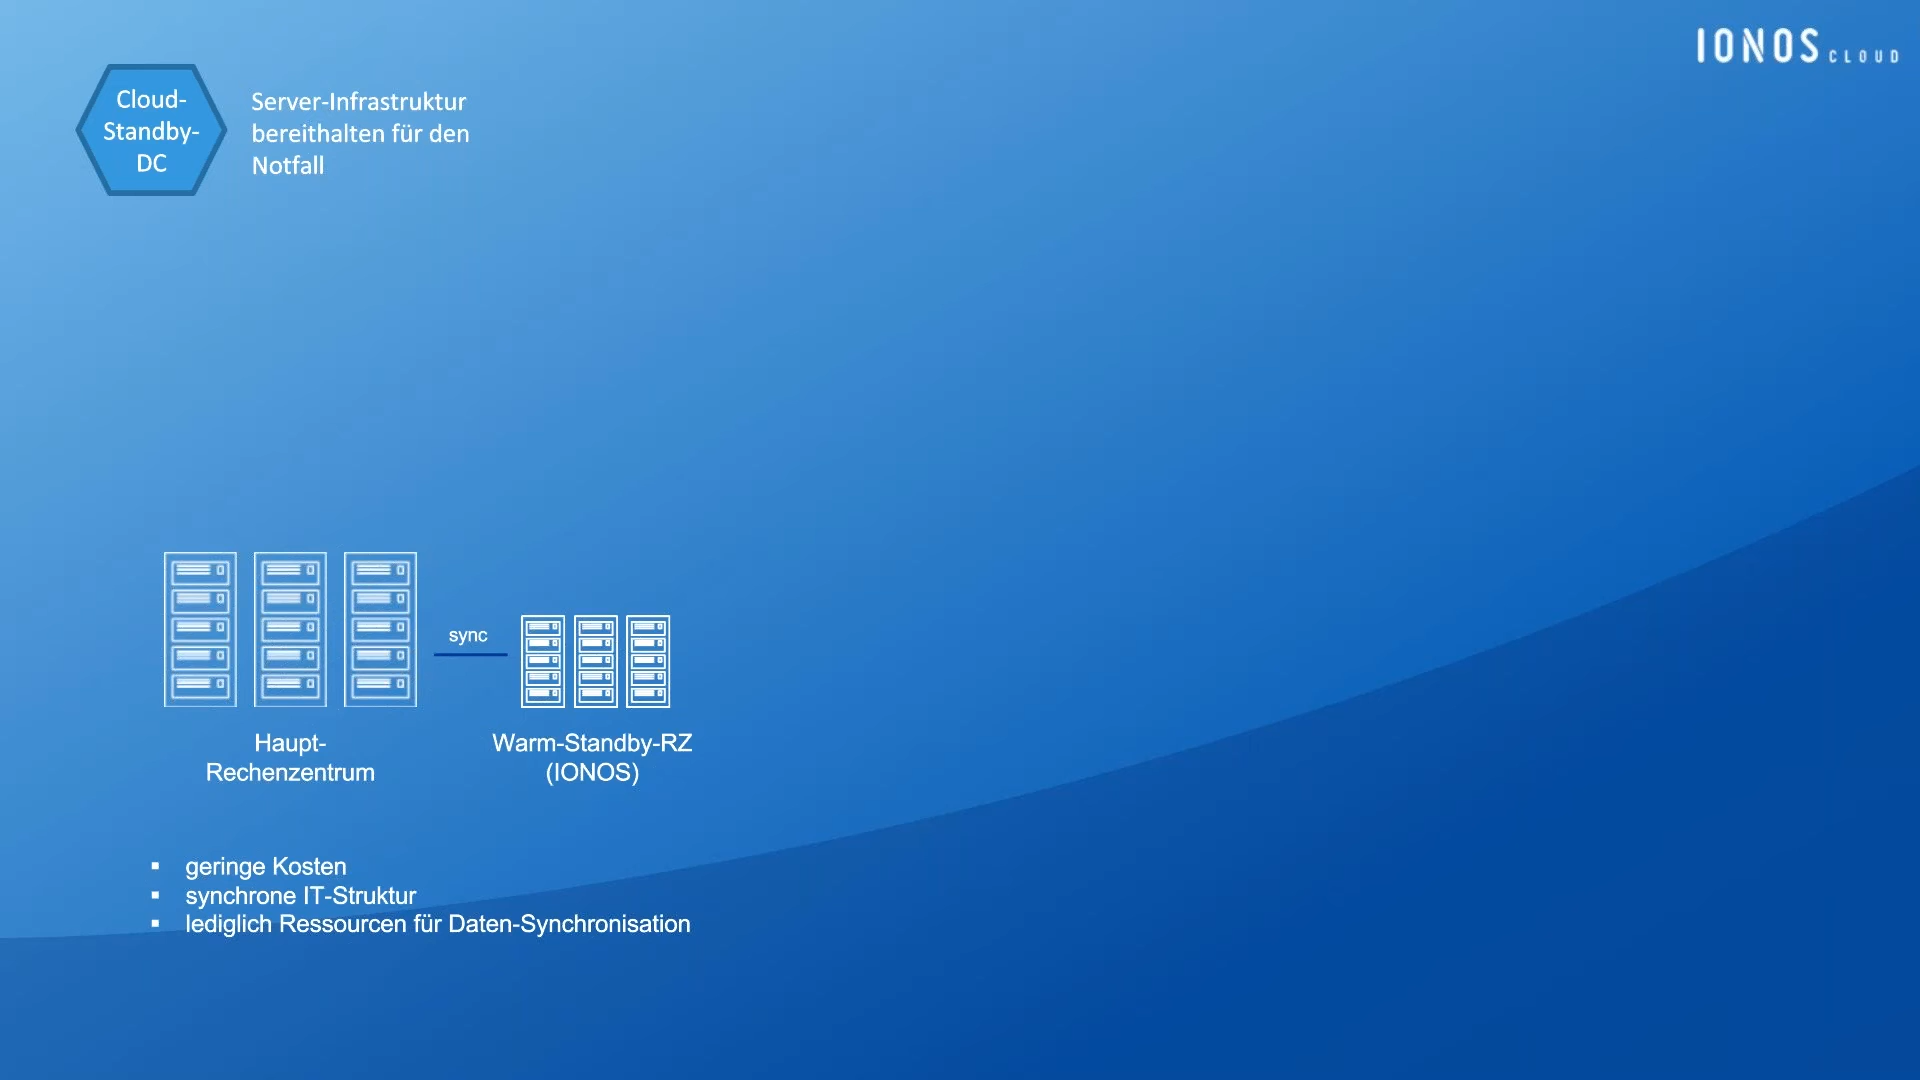 IONOS CLOUD
Cloud-
Standby-
DC
Server-Infrastruktur
bereithalten für den
Notfall
sync
Haupt-
Rechenzentrum
Warm-Standby-RZ
(IONOS)
▪ geringe Kosten
▪ synchrone IT-Struktur
▪ lediglich Ressourcen für Daten-Synchronisation